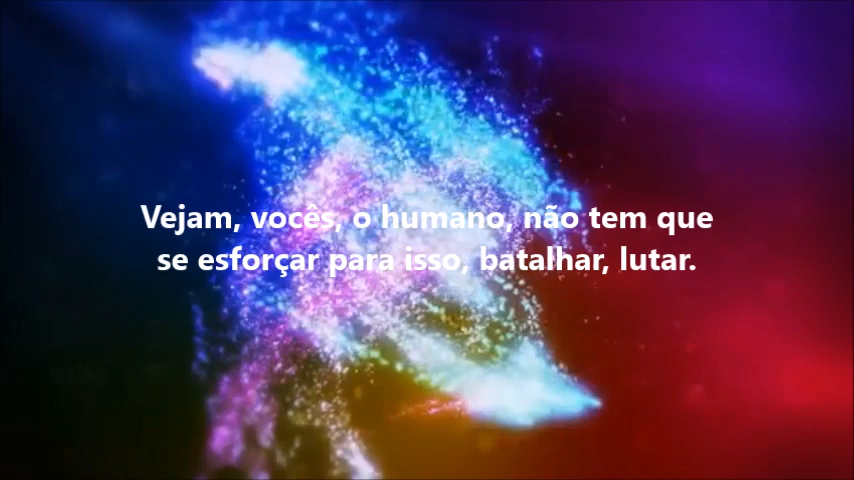 Vejam, vocês, o humano, não tem que
se esforçar para isso, batalhar, lutar.